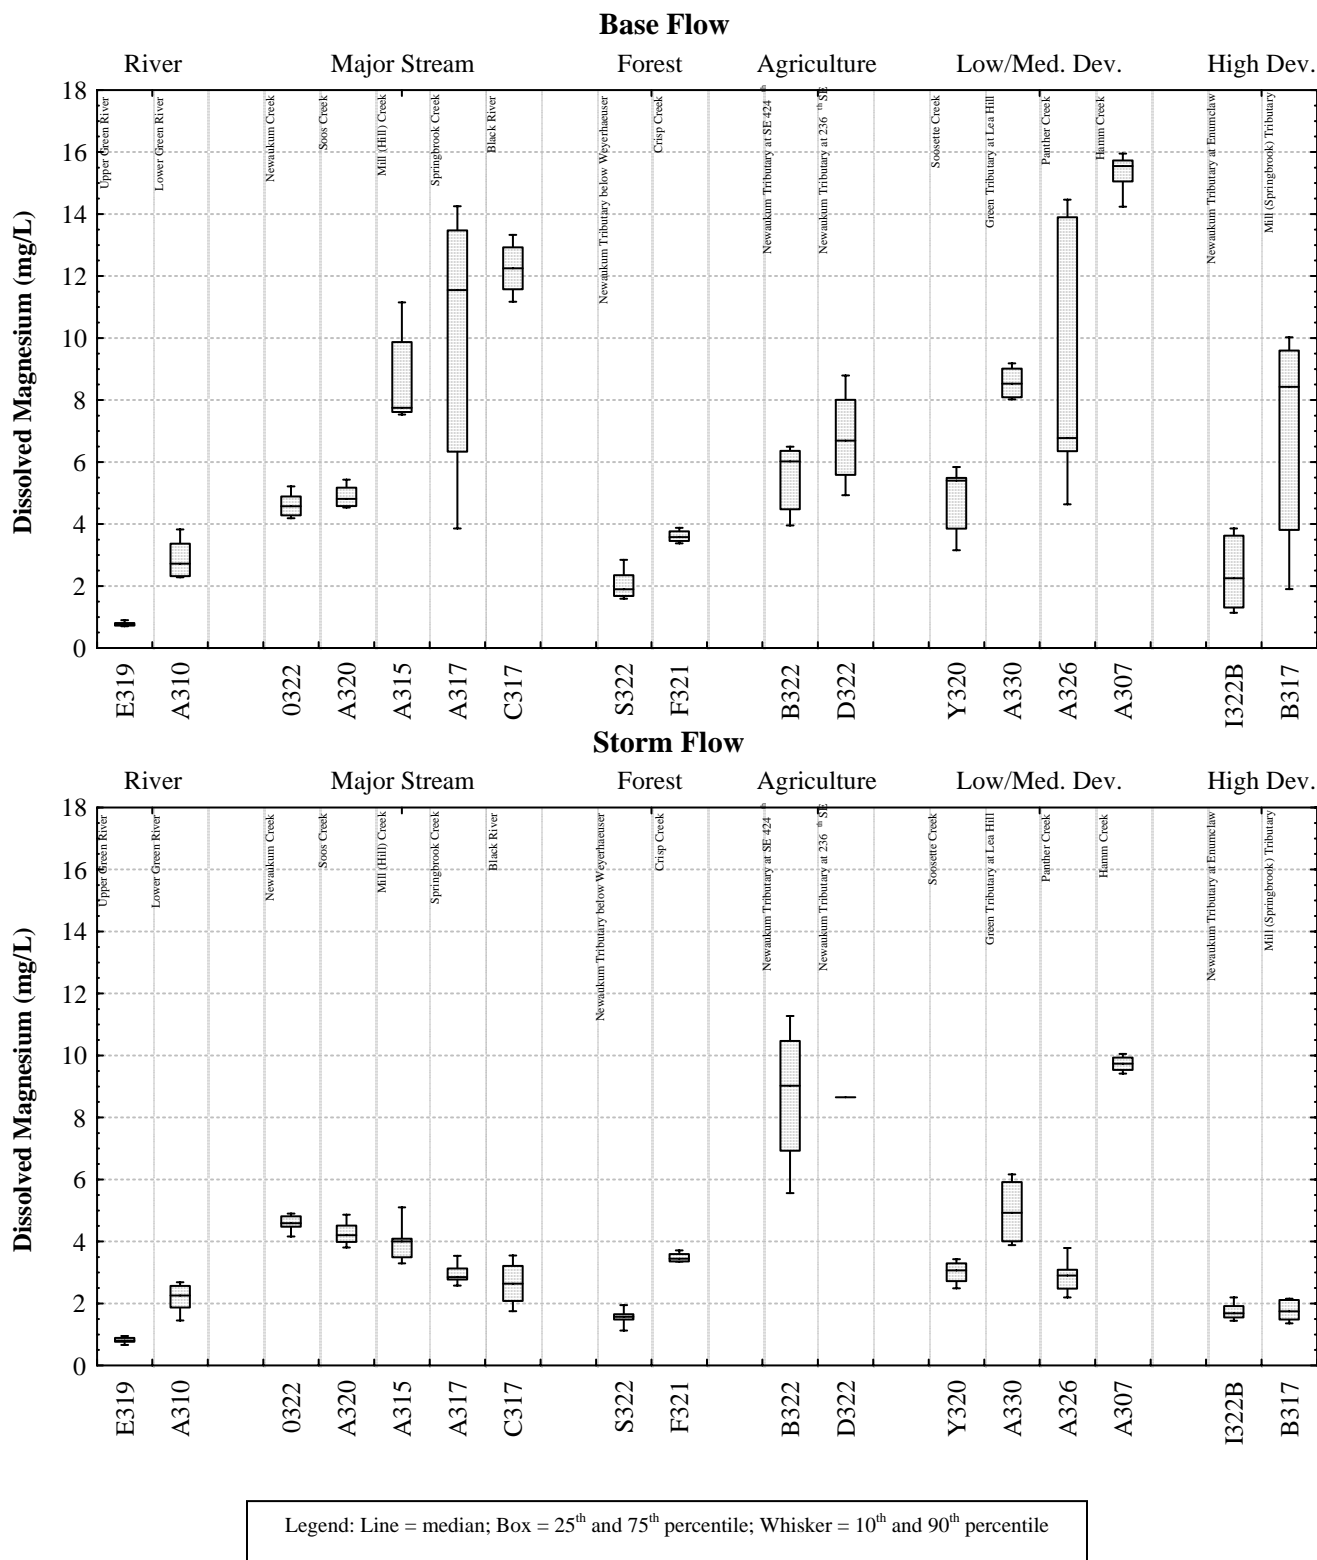 Base Flow
River Major Stream Forest Agriculture Low/Med. Dev. High Dev.
Dissolved Magnesium (mg/L)
18
16
14
12
10
8
6
4
2
0
Upper Green River
Lower Green River
Newaukum Creek
Soos Creek
Mill (Hill) Creek
Springbrook Creek
Black River
Newaukum Tributary below Weyerhaeuser
Crisp Creek
Newaukum Tributary at SE 424 th
Newaukum Tributary at 236 th SE
Soosette Creek
Green Tributary at Lea Hill
Panther Creek
Hamm Creek
Newaukum Tributary at Enumclaw
Mill (Springbrook) Tributary
E319 A310 0322 A320 A315 A317 C317 S322 F321 B322 D322 Y320 A330 A326 A307 I322B B317
Storm Flow
River Major Stream Forest Agriculture Low/Med. Dev. High Dev.
Dissolved Magnesium (mg/L)
18
16
14
12
10
8
6
4
2
0
Upper Green River
Lower Green River
Newaukum Creek
Soos Creek
Mill (Hill) Creek
Springbrook Creek
Black River
Newaukum Tributary below Weyerhaeuser
Crisp Creek
Newaukum Tributary at SE 424 th
Newaukum Tributary at 236 th SE
Soosette Creek
Green Tributary at Lea Hill
Panther Creek
Hamm Creek
Newaukum Tributary at Enumclaw
Mill (Springbrook) Tributary
E319 A310 0322 A320 A315 A317 C317 S322 F321 B322 D322 Y320 A330 A326 A307 I322B B317
Legend: Line = median; Box = 25th and 75th percentile; Whisker = 10th and 90th percentile